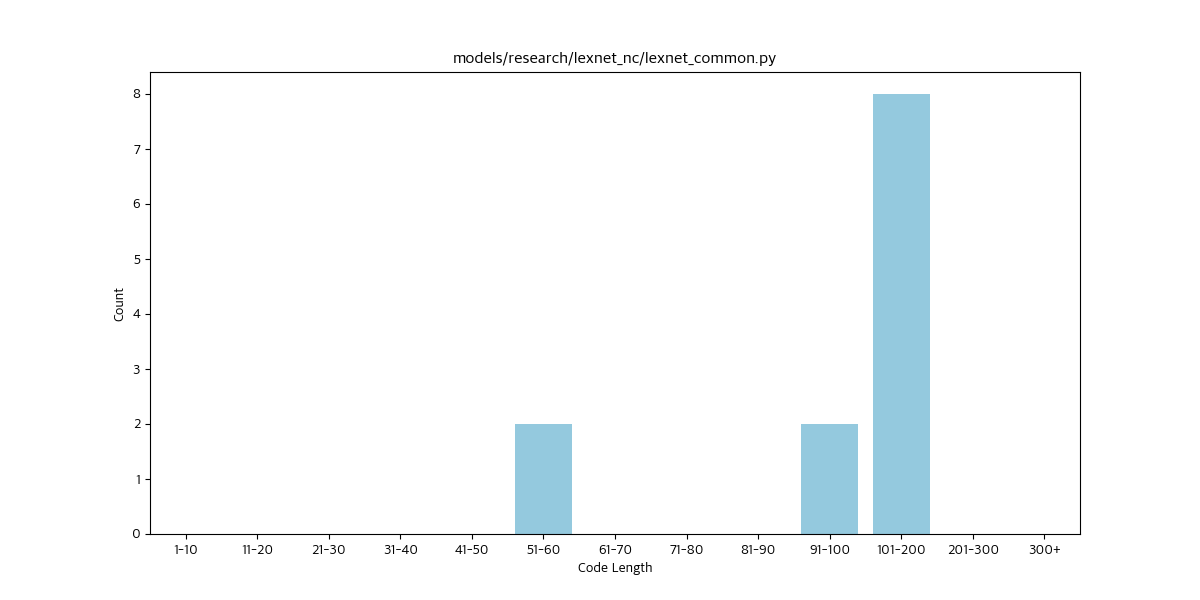 models/research/lexnet_nc/lexnet_common.py
8
7
6
5
4
3
2
1
0
Count
1-10 11-20 21-30 31-40 41-50 51-60 61-70 71-80 81-90 91-100 101-200 201-300 300+
Code Length